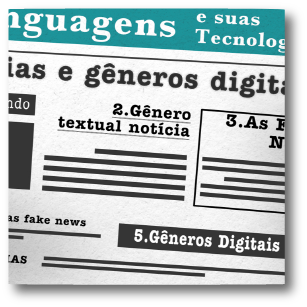 nguagens
e suas
Tecnolog
ias e gêneros digita
ndo
2.Gênero
textual notícia
3.As F
N
as fake news
5.Gêneros Digitais
IAS